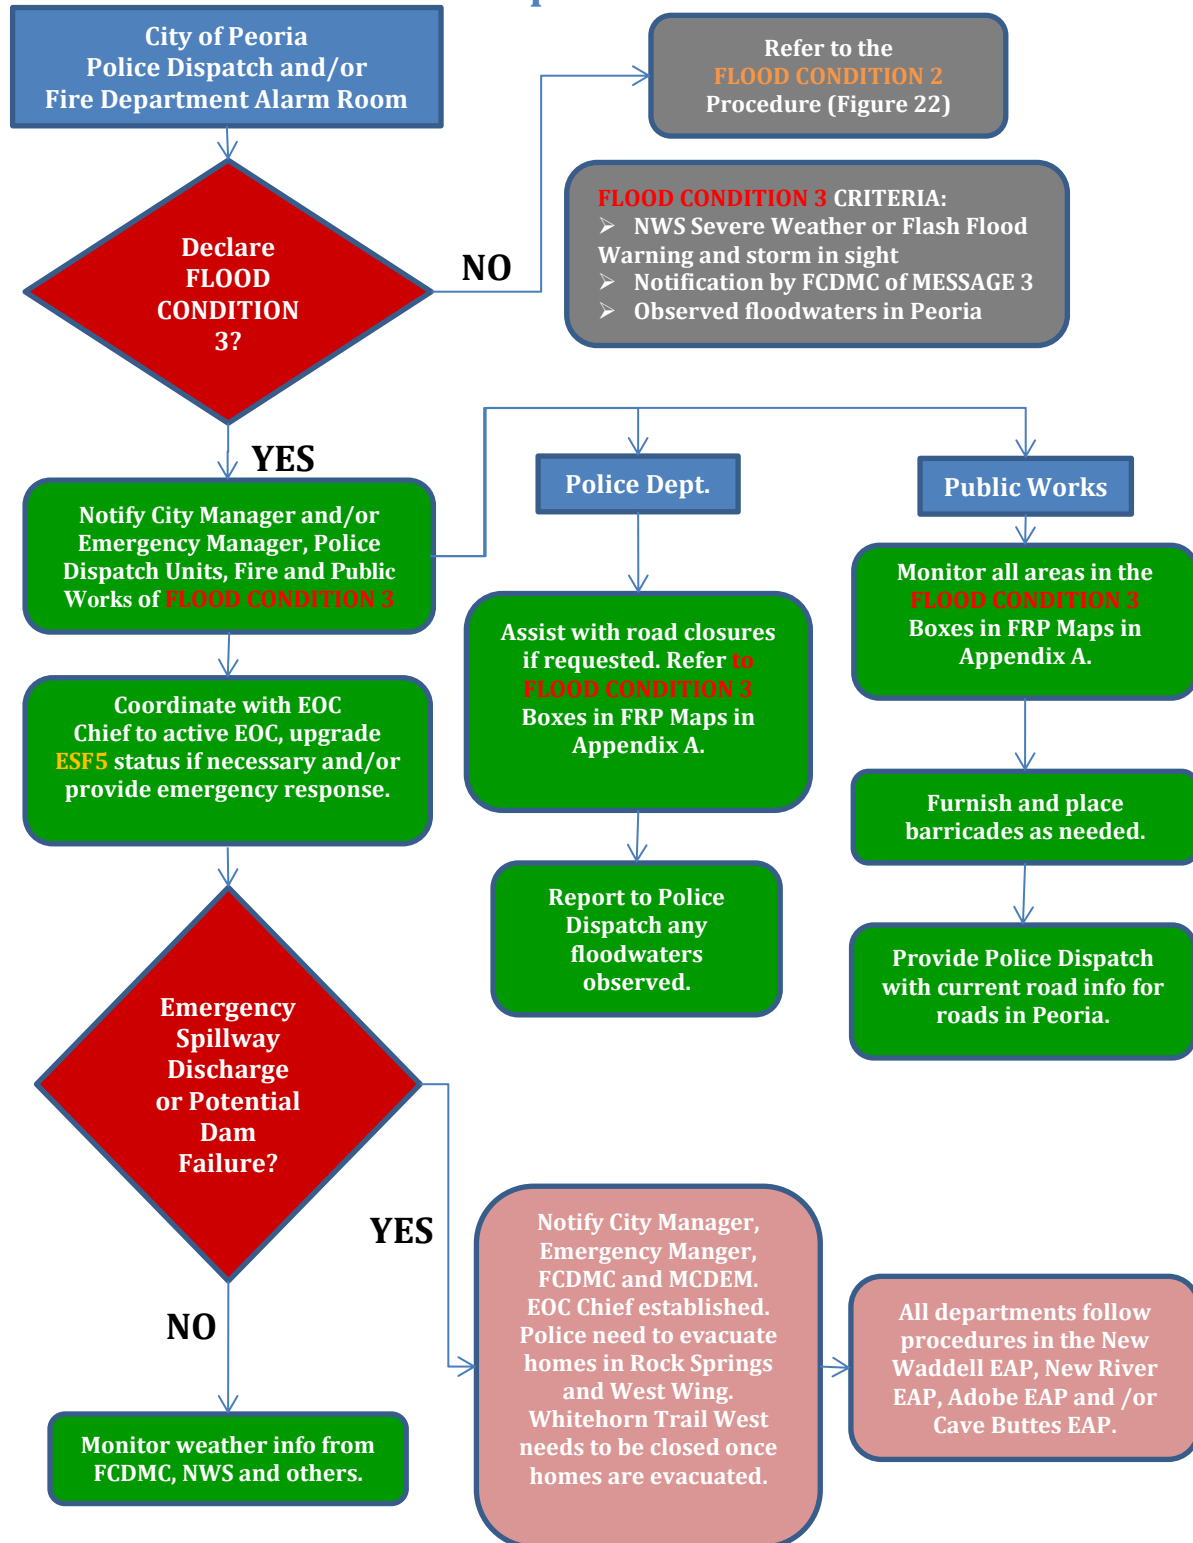 City of Peoria
Police Dispatch and/or
Fire Department Alarm Room
Refer to the
FLOOD CONDITION 2
Procedure (Figure 22)
Declare
FLOOD
CONDITION
3?
NO
FLOOD CONDITION 3 CRITERIA:
➢ NWS Severe Weather or Flash Flood
Warning and storm in sight
➢ Notification by FCDMC of MESSAGE 3
➢ Observed floodwaters in Peoria
YES
Notify City Manager and/or
Emergency Manager, Police
Dispatch Units, Fire and Public
Works of FLOOD CONDITION 3
Police Dept.
Public Works
Assist with road closures
if requested. Refer to
FLOOD CONDITION 3
Boxes in FRP Maps in
Appendix A.
Monitor all areas in the
FLOOD CONDITION 3
Boxes in FRP Maps in
Appendix A.
Coordinate with EOC
Chief to active EOC, upgrade
ESF5 status if necessary and/or
provide emergency response.
Furnish and place
barricades as needed.
Report to Police
Dispatch any
floodwaters
observed.
Provide Police Dispatch
with current road info for
roads in Peoria.
Emergency
Spillway
Discharge
or Potential
Dam
Failure?
YES
NO
Notify City Manager,
Emergency Manger,
FCDMC and MCDEM.
EOC Chief established.
Police need to evacuate
homes in Rock Springs
and West Wing.
Whitehorn Trail West
needs to be closed once
homes are evacuated.
All departments follow
procedures in the New
Waddell EAP, New River
EAP, Adobe EAP and /or
Cave Buttes EAP.
Monitor weather info from
FCDMC, NWS and others.